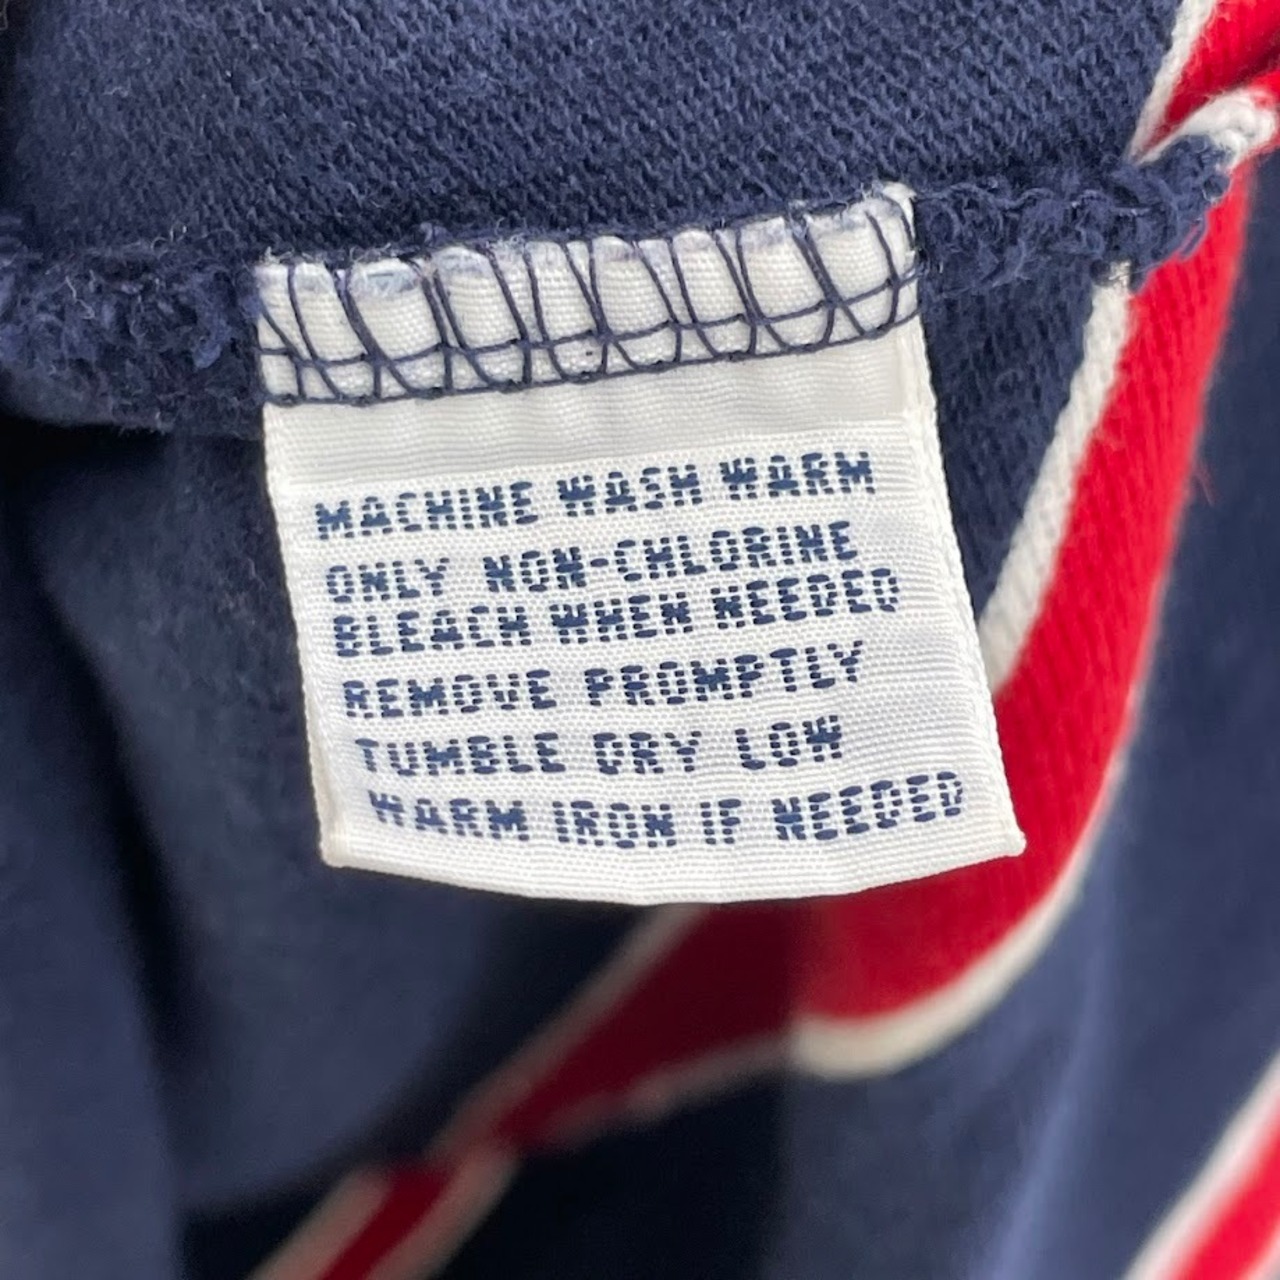 MACHINE WASH WARM
ONLY NON-CHLORINE
BLEACH WHEN NEEDED
REMOVE PROMPTLY
TUMBLE DRY LOW
WARM IRON IF NEEDED